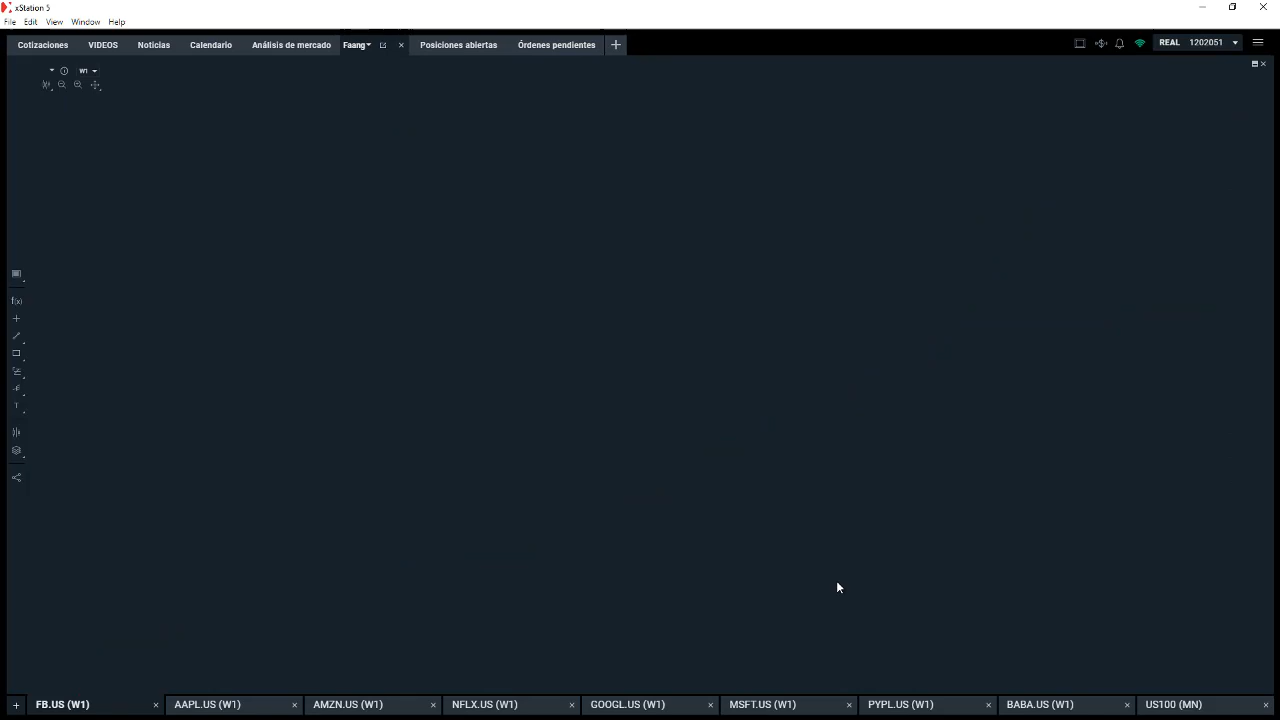 xStation 5
File Edit View Window Help
Cotizaciones VIDEOS Noticias Calendario Análisis de mercado Faang Posiciones abiertas Órdenes pendientes REAL 1202051
W1
f(x)
T
FB.US (W1) AAPL.US (W1) AMZN.US (W1) NFLX.US (W1) GOOGL.US (W1) MSFT.US (W1) PYPL.US (W1) BABA.US (W1) US100 (MN)